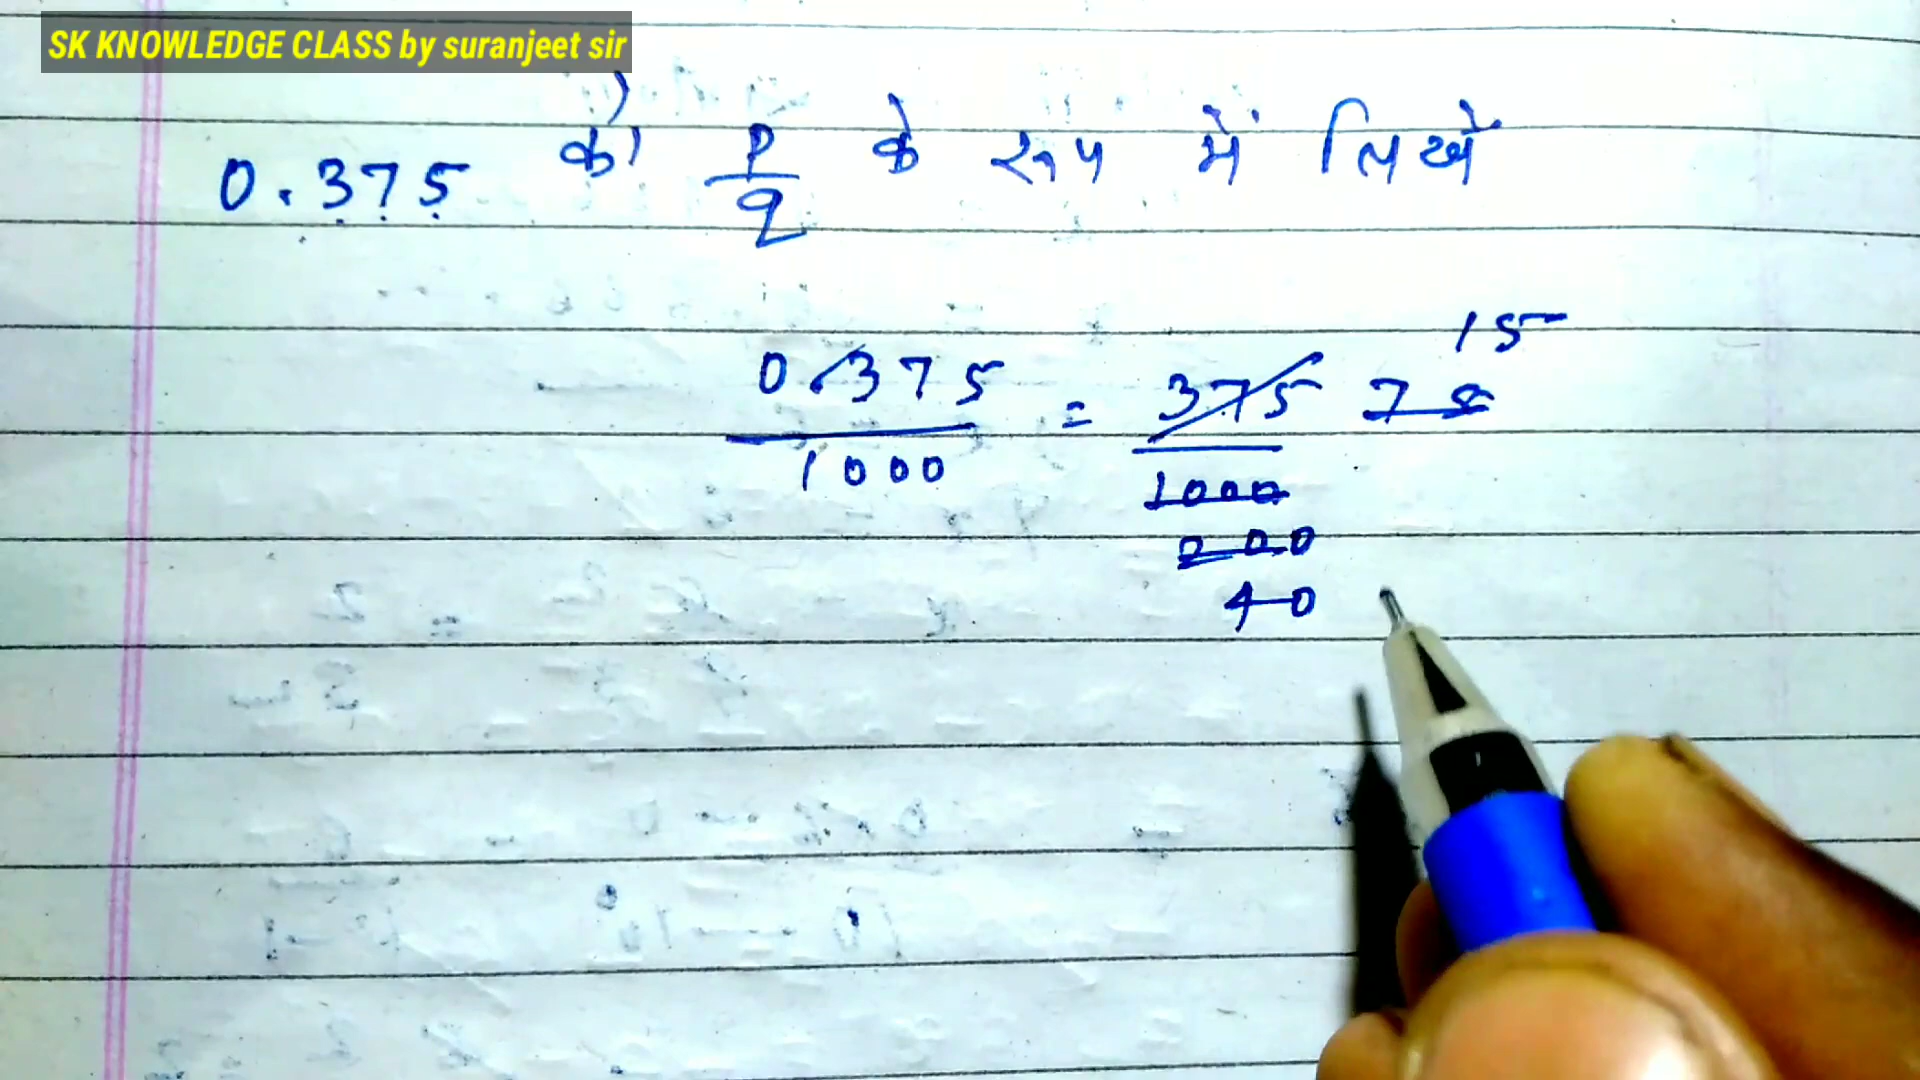 SK KNOWLEDGE CLASS by suranjeet sir
0.375 को p/q के रूप में लिखें
0.375/1000 = 375/1000 75 15
200
40